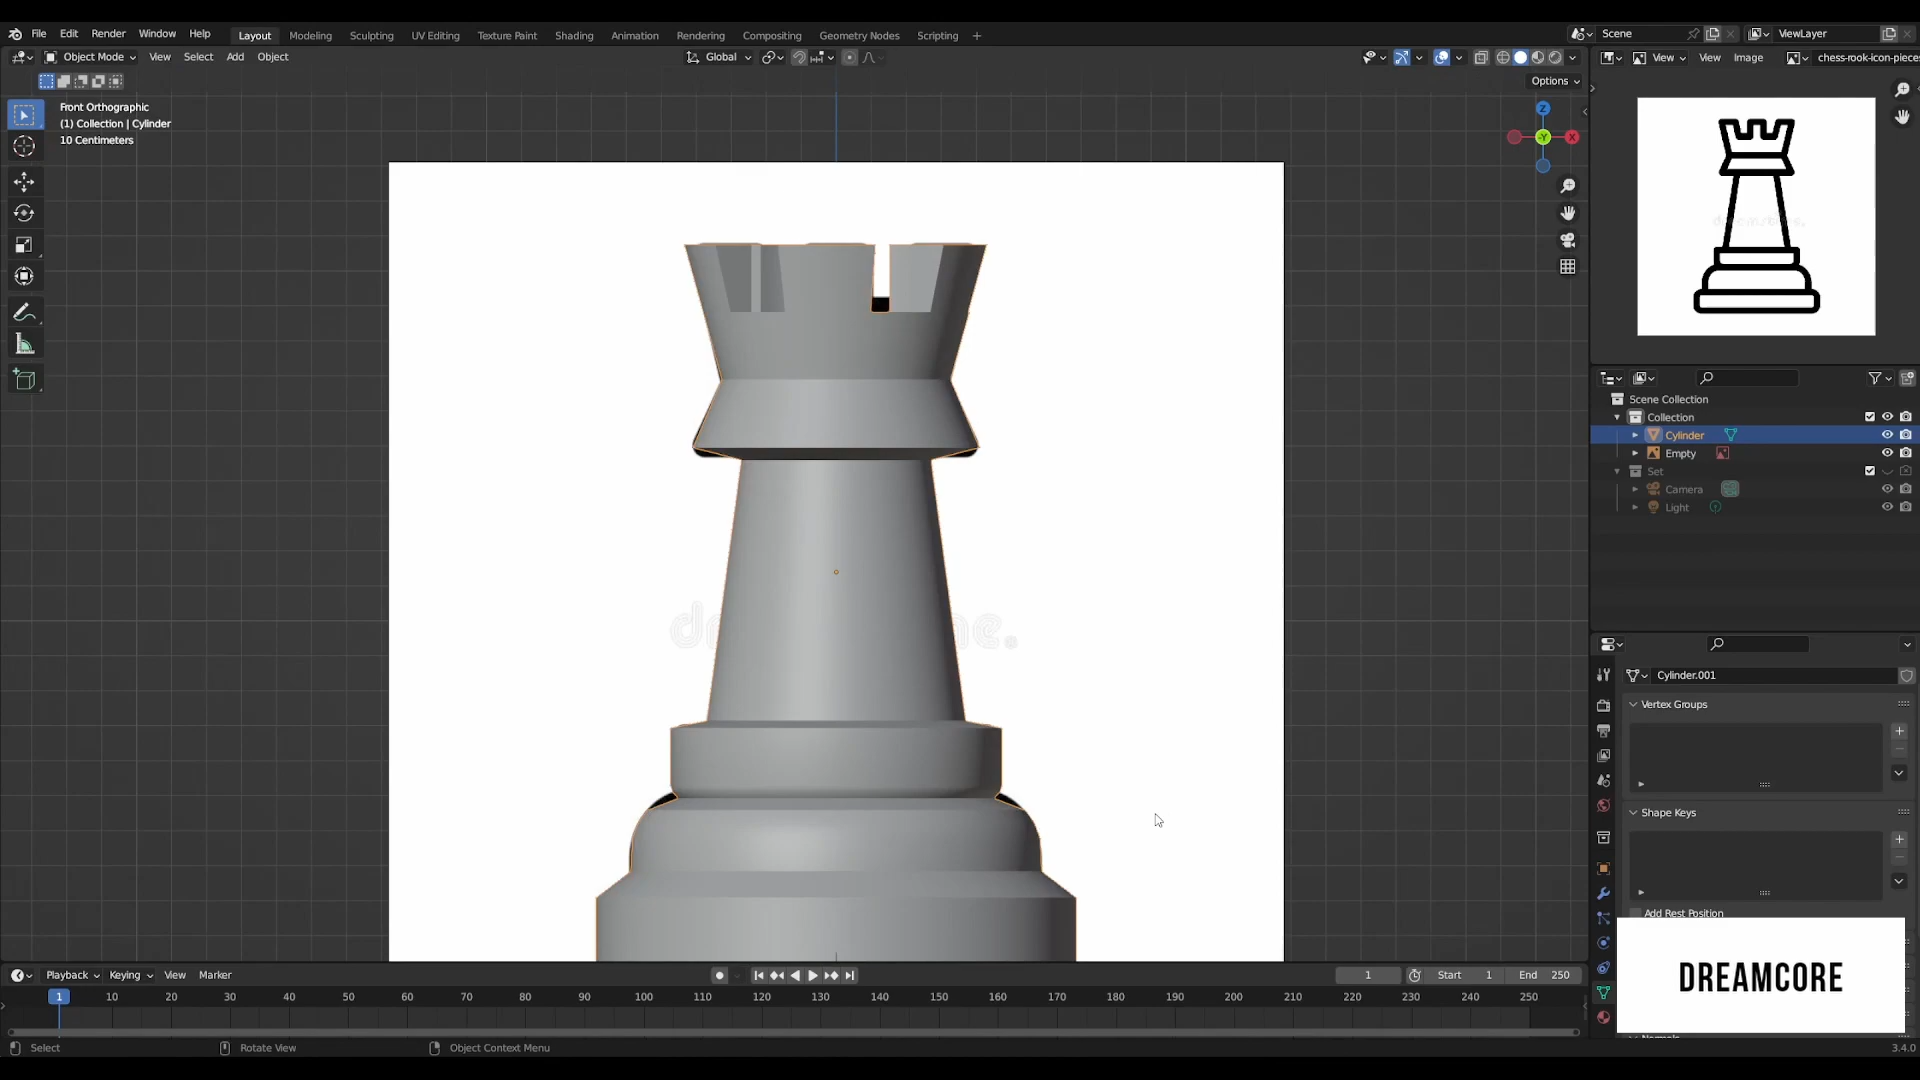 File Edit Render Window Help Layout Modeling Sculpting UV Editing Texture Paint Shading Animation Rendering Compositing Geometry Nodes Scripting Scene ViewLayer
Object Mode View Select Add Object Global View View Image chess-rook-icon-pieces
Options
Front Orthographic
(1) Collection | Cylinder
10 Centimeters
Z
Y
X
Scene Collection
Collection
Cylinder
Empty
Set
Camera
Light
Cylinder.001
Vertex Groups
Shape Keys
Add Rest Position
DREAMCORE
Playback Keying View Marker 1 Start 1 End 250
1 10 20 30 40 50 60 70 80 90 100 110 120 130 140 150 160 170 180 190 200 210 220 230 240 250
Select Rotate View Object Context Menu 3.4.0